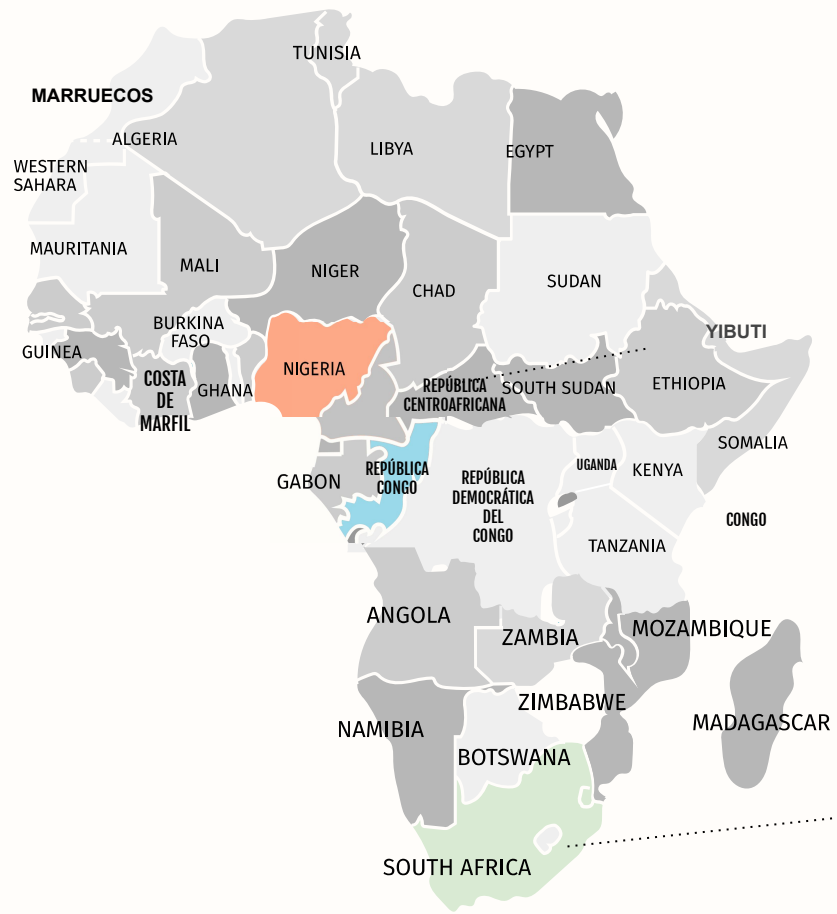 TUNISIA
MARRUECOS
ALGERIA
LIBYA
EGYPT
WESTERN
SAHARA
MAURITANIA
MALI
NIGER
CHAD
SUDAN
BURKINA
FASO
YIBUTI
GUINEA
COSTA
DE
MARFIL
GHANA
NIGERIA
REPÚBLICA
CENTROAFRICANA
SOUTH SUDAN
ETHIOPIA
SOMALIA
GABON
REPÚBLICA
CONGO
REPÚBLICA
DEMOCRÁTICA
DEL
CONGO
UGANDA
KENYA
CONGO
TANZANIA
ANGOLA
ZAMBIA
MOZAMBIQUE
ZIMBABWE
NAMIBIA
MADAGASCAR
BOTSWANA
SOUTH AFRICA